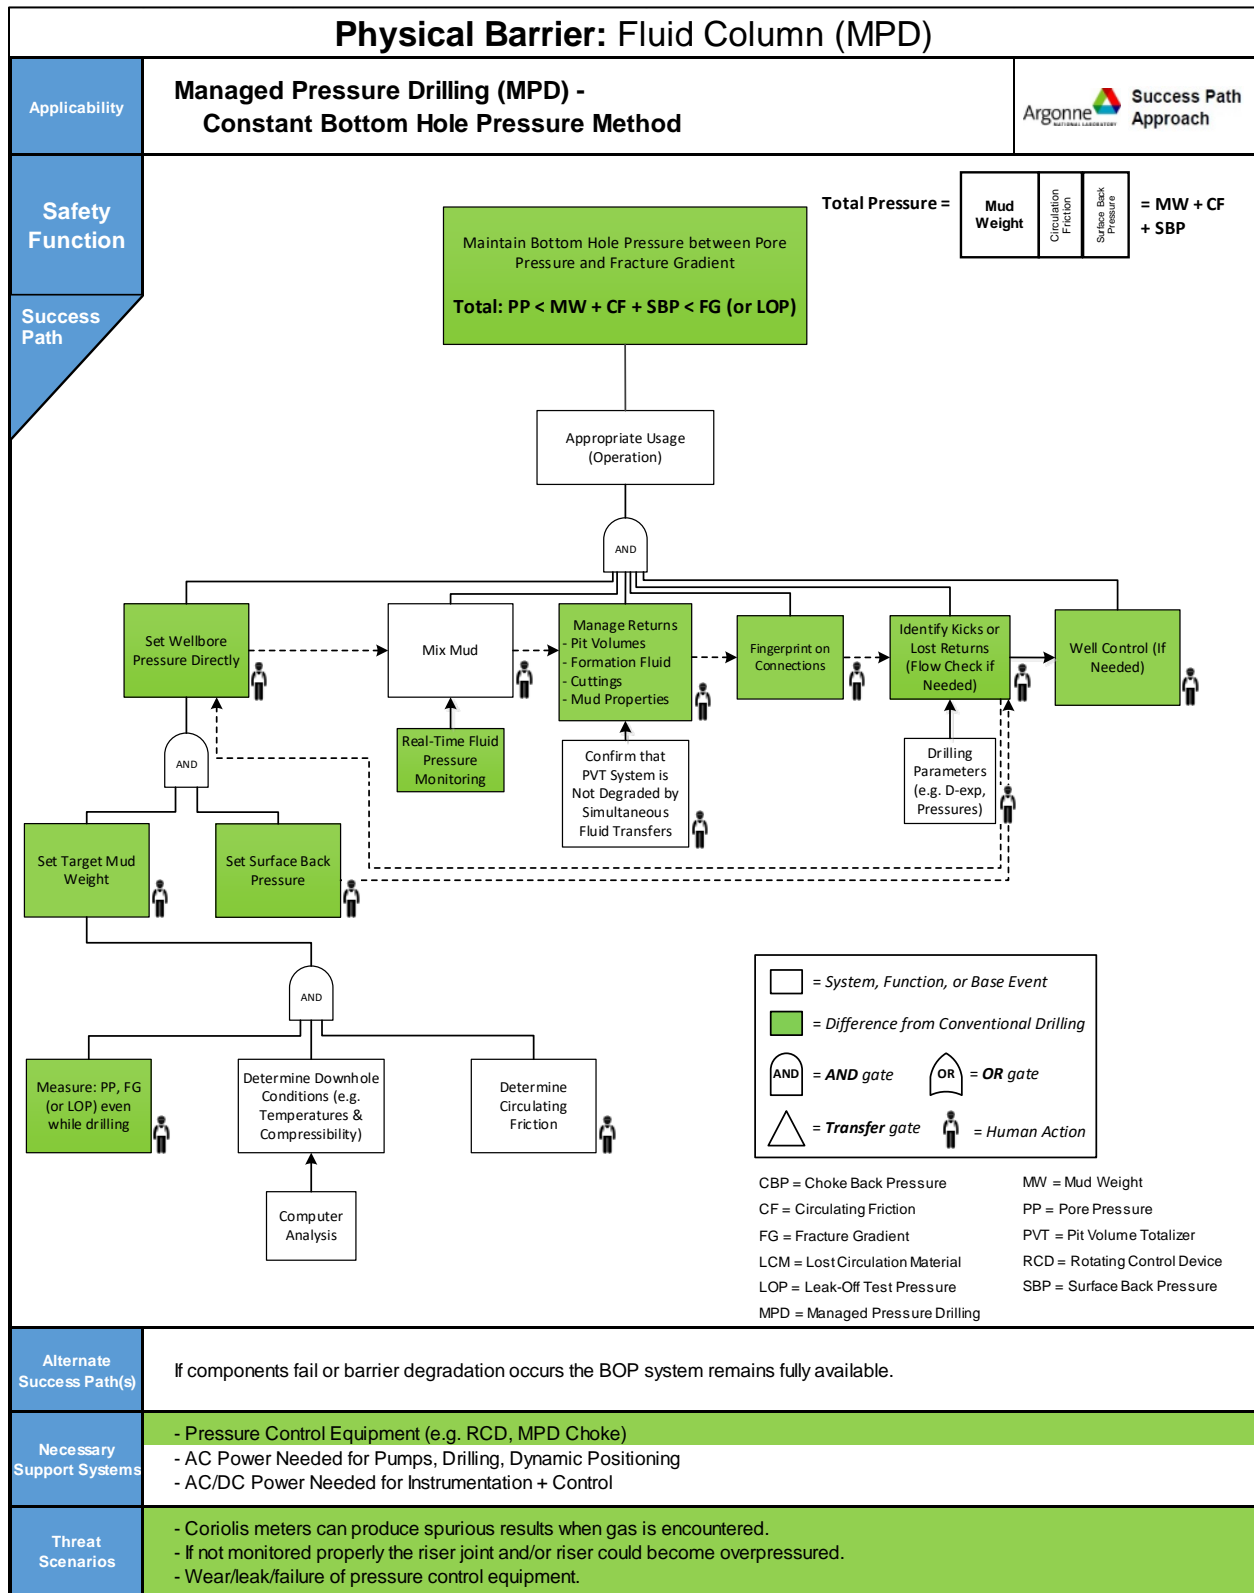 Physical Barrier: Fluid Column (MPD)
Applicability
Managed Pressure Drilling (MPD) -
Constant Bottom Hole Pressure Method
Argonne
NATIONAL LABORATORY
Success Path
Approach
Safety
Function
Success
Path
Total Pressure =
Mud
Weight
Circulation
Friction
Surface Back
Pressure
= MW + CF
+ SBP
Maintain Bottom Hole Pressure between Pore
Pressure and Fracture Gradient
Total: PP < MW + CF + SBP < FG (or LOP)
Appropriate Usage
(Operation)
AND
Set Wellbore
Pressure Directly
Mix Mud
Manage Returns
- Pit Volumes
- Formation Fluid
- Cuttings
- Mud Properties
Fingerprint on
Connections
Identify Kicks or
Lost Returns
(Flow Check if
Needed)
Well Control (If
Needed)
AND
Real-Time Fluid
Pressure
Monitoring
Confirm that
PVT System is
Not Degraded by
Simultaneous
Fluid Transfers
Drilling
Parameters
(e.g. D-exp,
Pressures)
Set Target Mud
Weight
Set Surface Back
Pressure
AND
Measure: PP, FG
(or LOP) even
while drilling
Determine Downhole
Conditions (e.g.
Temperatures &
Compressibility)
Determine
Circulating
Friction
Computer
Analysis
= System, Function, or Base Event
= Difference from Conventional Drilling
AND
= AND gate
OR
= OR gate
= Transfer gate
= Human Action
CBP = Choke Back Pressure
CF = Circulating Friction
FG = Fracture Gradient
LCM = Lost Circulation Material
LOP = Leak-Off Test Pressure
MPD = Managed Pressure Drilling
MW = Mud Weight
PP = Pore Pressure
PVT = Pit Volume Totalizer
RCD = Rotating Control Device
SBP = Surface Back Pressure
Alternate
Success Path(s)
If components fail or barrier degradation occurs the BOP system remains fully available.
Necessary
Support Systems
- Pressure Control Equipment (e.g. RCD, MPD Choke)
- AC Power Needed for Pumps, Drilling, Dynamic Positioning
- AC/DC Power Needed for Instrumentation + Control
Threat
Scenarios
- Coriolis meters can produce spurious results when gas is encountered.
- If not monitored properly the riser joint and/or riser could become overpressured.
- Wear/leak/failure of pressure control equipment.